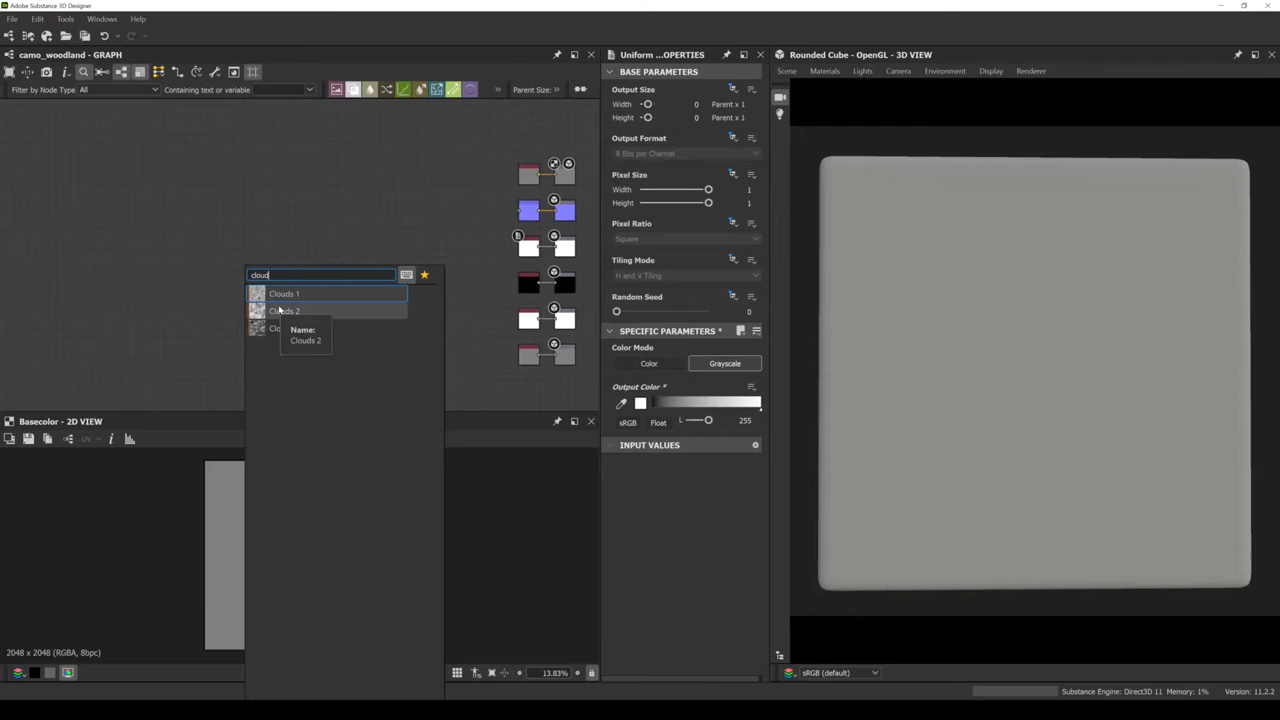 Adobe Substance 3D Designer
File Edit Tools Windows Help
camo_woodland - GRAPH
Filter by Node Type All Containing text or variable Parent Size:
cloud
Clouds 1
Clouds 2
Name:
Clouds 2
Basecolor - 2D VIEW
UV
2048 x 2048 (RGBA, 8bpc)
13.83%
Uniform ...OPERTIES
BASE PARAMETERS
Output Size
Width 0 Parent x 1
Height 0 Parent x 1
Output Format
8 Bits per Channel
Pixel Size
Width 1
Height 1
Pixel Ratio
Square
Tiling Mode
H and V Tiling
Random Seed
0
SPECIFIC PARAMETERS *
Color Mode
Color Grayscale
Output Color *
sRGB Float L 255
INPUT VALUES
Rounded Cube - OpenGL - 3D VIEW
Scene Materials Lights Camera Environment Display Renderer
sRGB (default)
Substance Engine: Direct3D 11 Memory: 1% Version: 11.2.2